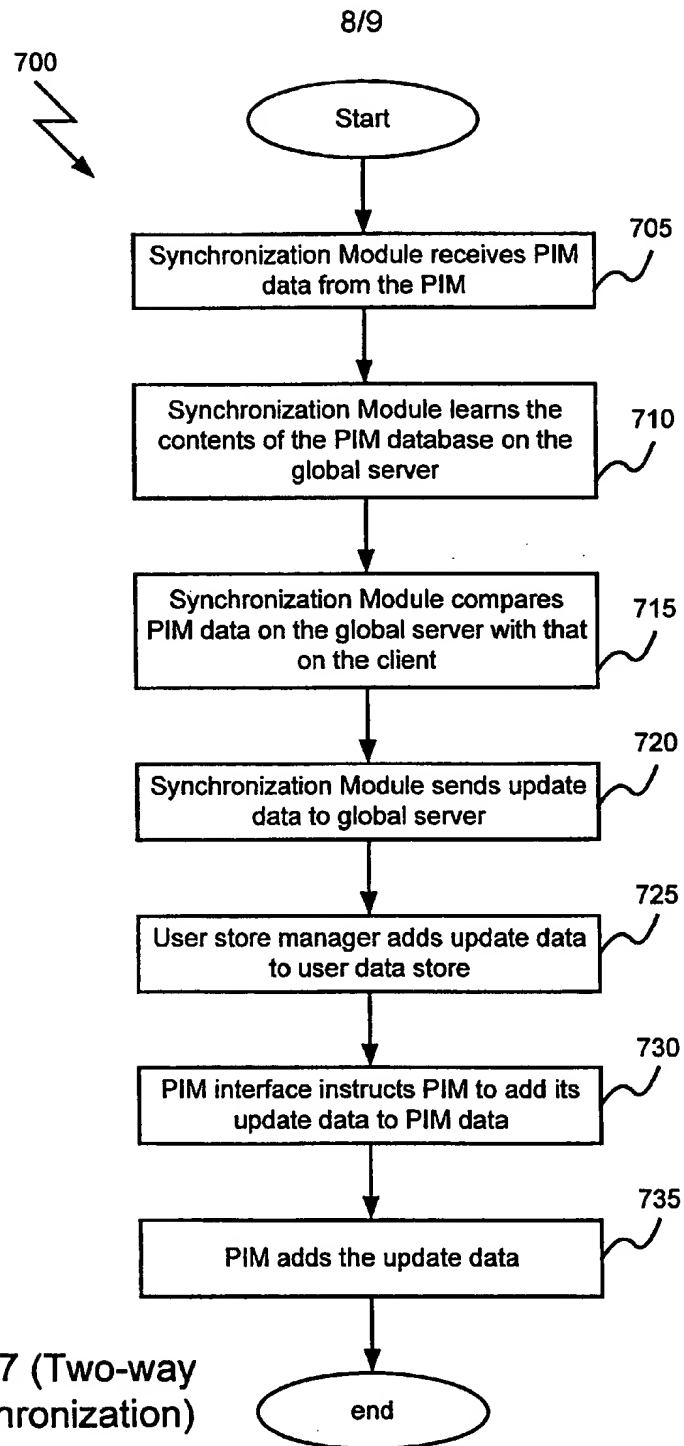 8/9
700
Start
Synchronization Module receives PIM
data from the PIM
705
Synchronization Module learns the
contents of the PIM database on the
global server
710
Synchronization Module compares
PIM data on the global server with that
on the client
715
Synchronization Module sends update
data to global server
720
User store manager adds update data
to user data store
725
PIM interface instructs PIM to add its
update data to PIM data
730
PIM adds the update data
735
7 (Two-way
hronization)
end